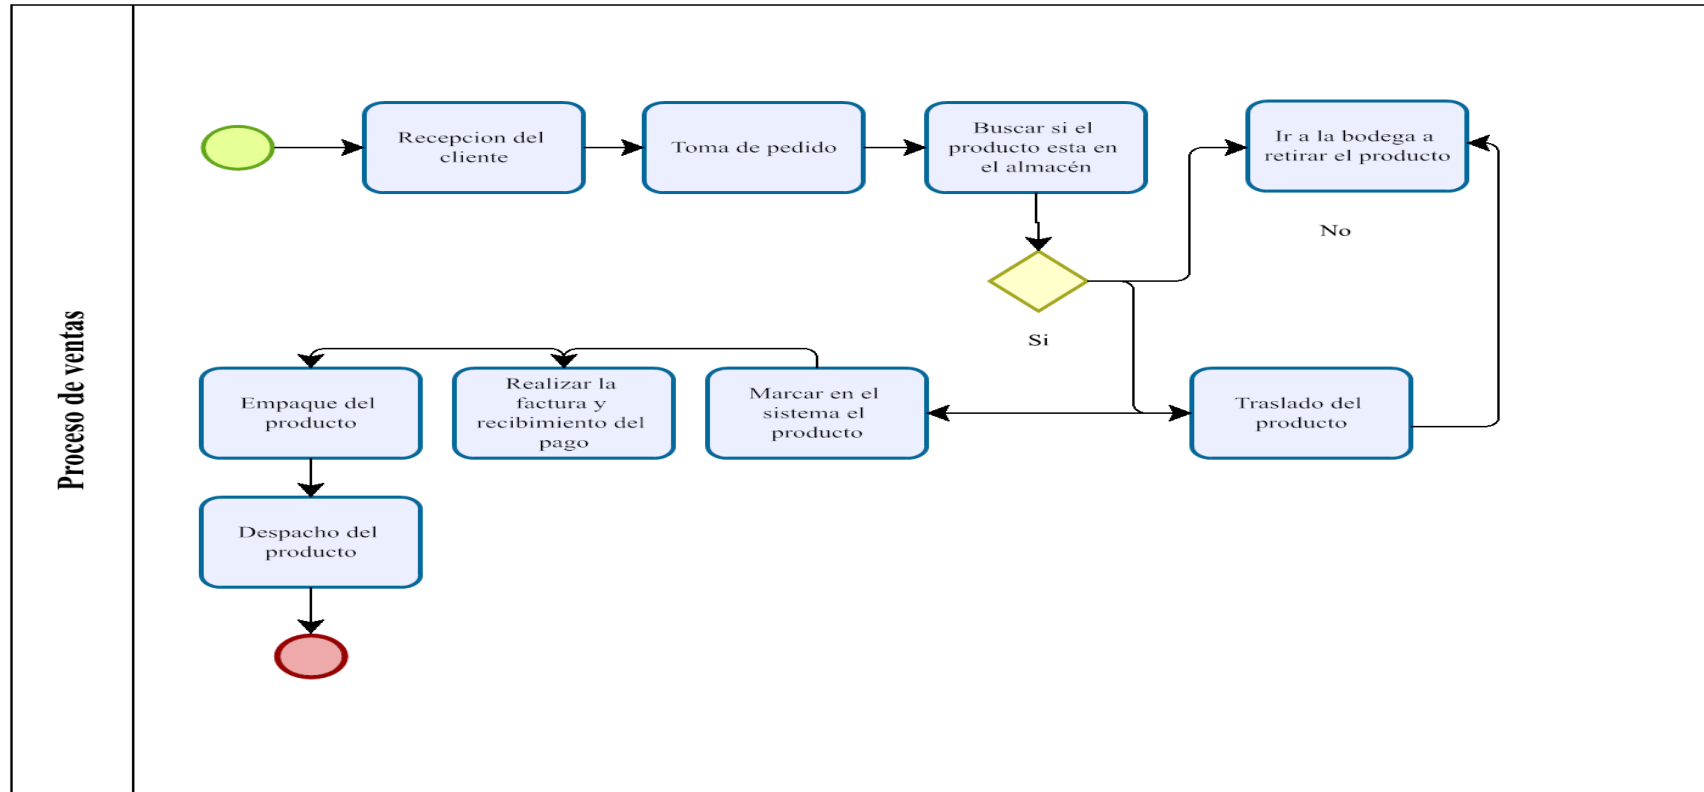 Proceso de ventas
Recepcion del
cliente
Toma de pedido
Buscar si el
producto esta en
el almacén
Ir a la bodega a
retirar el producto
No
Si
Empaque del
producto
Realizar la
factura y
recibimiento del
pago
Marcar en el
sistema el
producto
Traslado del
producto
Despacho del
producto